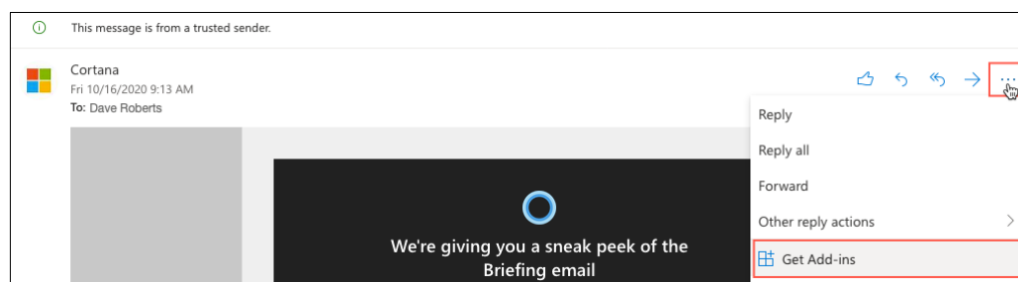 This message is from a trusted sender.
Cortana
Fri 10/16/2020 9:13 AM
To: Dave Roberts
Reply
Reply all
Forward
Other reply actions
Get Add-ins
We're giving you a sneak peek of the
Briefing email